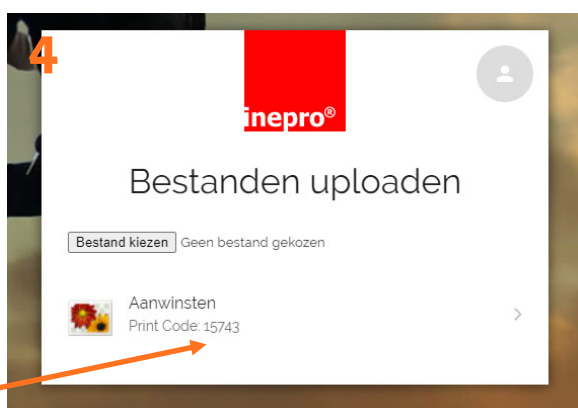 4
inepro®
Bestanden uploaden
Bestand kiezen Geen bestand gekozen
Aanwinsten
Print Code: 15743